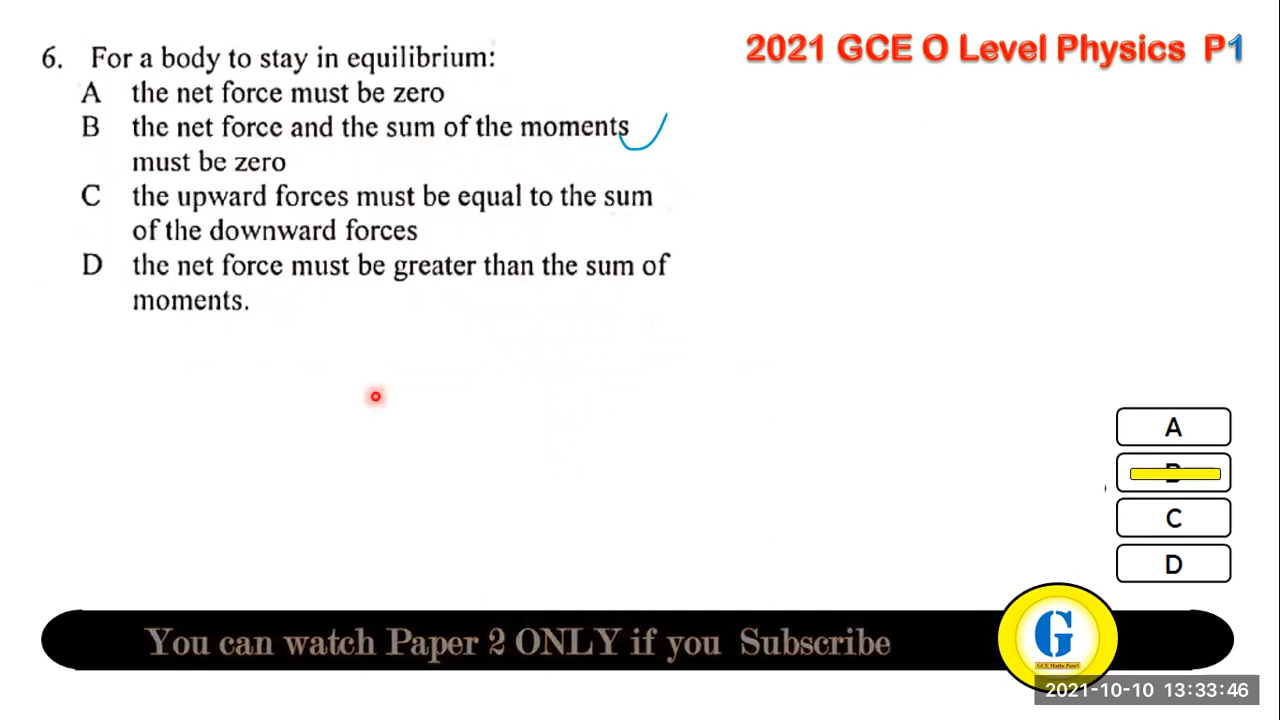 2021 GCE O Level Physics P1
6. For a body to stay in equilibrium:
A the net force must be zero
B the net force and the sum of the moments
must be zero
C the upward forces must be equal to the sum
of the downward forces
D the net force must be greater than the sum of
moments.
A
B
C
D
You can watch Paper 2 ONLY if you Subscribe
G
GCE Maths Panel
2021-10-10 13:33:46